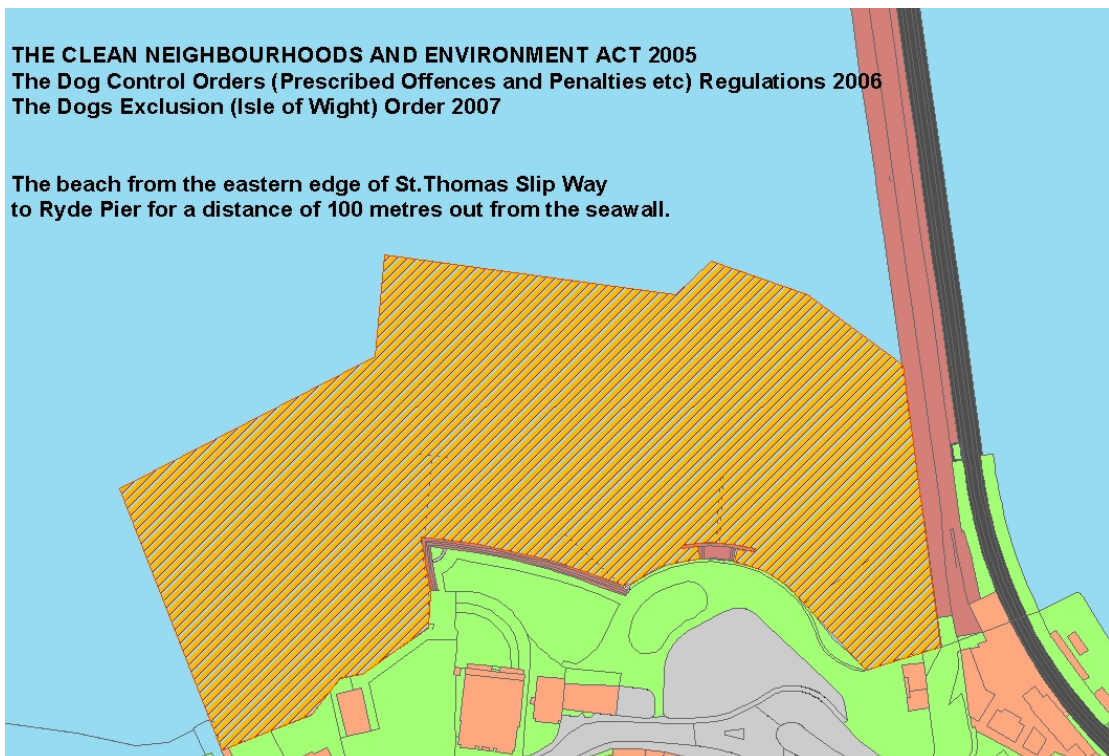 THE CLEAN NEIGHBOURHOODS AND ENVIRONMENT ACT 2005
The Dog Control Orders (Prescribed Offences and Penalties etc) Regulations 2006
The Dogs Exclusion (Isle of Wight) Order 2007
The beach from the eastern edge of St.Thomas Slip Way
to Ryde Pier for a distance of 100 metres out from the seawall.